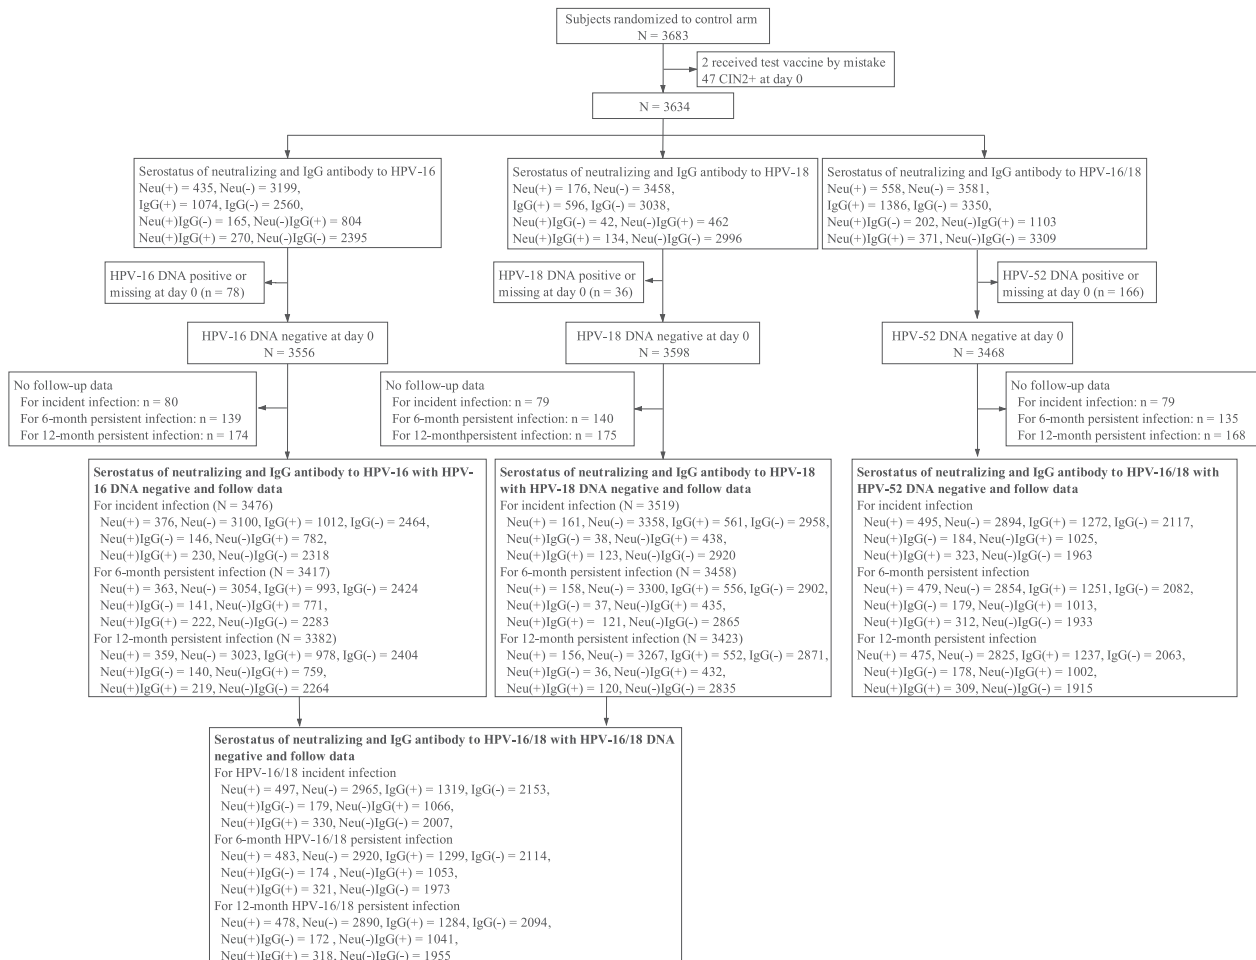 Subjects randomized to control arm
N = 3683
2 received test vaccine by mistake
47 CIN2+ at day 0
N = 3634
Serostatus of neutralizing and IgG antibody to HPV-16
Neu(+) = 435, Neu(-) = 3199,
IgG(+) = 1074, IgG(-) = 2560,
Neu(+)IgG(-) = 165, Neu(-)IgG(+) = 804
Neu(+)IgG(+) = 270, Neu(-)IgG(-) = 2395
Serostatus of neutralizing and IgG antibody to HPV-18
Neu(+) = 176, Neu(-) = 3458,
IgG(+) = 596, IgG(-) = 3038,
Neu(+)IgG(-) = 42, Neu(-)IgG(+) = 462
Neu(+)IgG(+) = 134, Neu(-)IgG(-) = 2996
Serostatus of neutralizing and IgG antibody to HPV-16/18
Neu(+) = 558, Neu(-) = 3581,
IgG(+) = 1386, IgG(-) = 3350,
Neu(+)IgG(-) = 202, Neu(-)IgG(+) = 1103
Neu(+)IgG(+) = 371, Neu(-)IgG(-) = 3309
HPV-16 DNA positive or
missing at day 0 (n = 78)
HPV-18 DNA positive or
missing at day 0 (n = 36)
HPV-52 DNA positive or
missing at day 0 (n = 166)
HPV-16 DNA negative at day 0
N = 3556
HPV-18 DNA negative at day 0
N = 3598
HPV-52 DNA negative at day 0
N = 3468
No follow-up data
For incident infection: n = 80
For 6-month persistent infection: n = 139
For 12-month persistent infection: n = 174
No follow-up data
For incident infection: n = 79
For 6-month persistent infection: n = 140
For 12-monthpersistent infection: n = 175
No follow-up data
For incident infection: n = 79
For 6-month persistent infection: n = 135
For 12-month persistent infection: n = 168
Serostatus of neutralizing and IgG antibody to HPV-16 with HPV-
16 DNA negative and follow data
For incident infection (N = 3476)
Neu(+) = 376, Neu(-) = 3100, IgG(+) = 1012, IgG(-) = 2464,
Neu(+)IgG(-) = 146, Neu(-)IgG(+) = 782,
Neu(+)IgG(+) = 230, Neu(-)IgG(-) = 2318
For 6-month persistent infection (N = 3417)
Neu(+) = 363, Neu(-) = 3054, IgG(+) = 993, IgG(-) = 2424
Neu(+)IgG(-) = 141, Neu(-)IgG(+) = 771,
Neu(+)IgG(+) = 222, Neu(-)IgG(-) = 2283
For 12-month persistent infection (N = 3382)
Neu(+) = 359, Neu(-) = 3023, IgG(+) = 978, IgG(-) = 2404
Neu(+)IgG(-) = 140, Neu(-)IgG(+) = 759,
Neu(+)IgG(+) = 219, Neu(-)IgG(-) = 2264
Serostatus of neutralizing and IgG antibody to HPV-18
with HPV-18 DNA negative and follow data
For incident infection (N = 3519)
Neu(+) = 161, Neu(-) = 3358, IgG(+) = 561, IgG(-) = 2958,
Neu(+)IgG(-) = 38, Neu(-)IgG(+) = 438,
Neu(+)IgG(+) = 123, Neu(-)IgG(-) = 2920
For 6-month persistent infection (N = 3458)
Neu(+) = 158, Neu(-) = 3300, IgG(+) = 556, IgG(-) = 2902,
Neu(+)IgG(-) = 37, Neu(-)IgG(+) = 435,
Neu(+)IgG(+) = 121, Neu(-)IgG(-) = 2865
For 12-month persistent infection (N = 3423)
Neu(+) = 156, Neu(-) = 3267, IgG(+) = 552, IgG(-) = 2871,
Neu(+)IgG(-) = 36, Neu(-)IgG(+) = 432,
Neu(+)IgG(+) = 120, Neu(-)IgG(-) = 2835
Serostatus of neutralizing and IgG antibody to HPV-16/18 with
HPV-52 DNA negative and follow data
For incident infection
Neu(+) = 495, Neu(-) = 2894, IgG(+) = 1272, IgG(-) = 2117,
Neu(+)IgG(-) = 184, Neu(-)IgG(+) = 1025,
Neu(+)IgG(+) = 323, Neu(-)IgG(-) = 1963
For 6-month persistent infection
Neu(+) = 479, Neu(-) = 2854, IgG(+) = 1251, IgG(-) = 2082,
Neu(+)IgG(-) = 179, Neu(-)IgG(+) = 1013,
Neu(+)IgG(+) = 312, Neu(-)IgG(-) = 1933
For 12-month persistent infection
Neu(+) = 475, Neu(-) = 2825, IgG(+) = 1237, IgG(-) = 2063,
Neu(+)IgG(-) = 178, Neu(-)IgG(+) = 1002,
Neu(+)IgG(+) = 309, Neu(-)IgG(-) = 1915
Serostatus of neutralizing and IgG antibody to HPV-16/18 with HPV-16/18 DNA
negative and follow data
For HPV-16/18 incident infection
Neu(+) = 497, Neu(-) = 2965, IgG(+) = 1319, IgG(-) = 2153,
Neu(+)IgG(-) = 179, Neu(-)IgG(+) = 1066,
Neu(+)IgG(+) = 330, Neu(-)IgG(-) = 2007,
For 6-month HPV-16/18 persistent infection
Neu(+) = 483, Neu(-) = 2920, IgG(+) = 1299, IgG(-) = 2114,
Neu(+)IgG(-) = 174 , Neu(-)IgG(+) = 1053,
Neu(+)IgG(+) = 321, Neu(-)IgG(-) = 1973
For 12-month HPV-16/18 persistent infection
Neu(+) = 478, Neu(-) = 2890, IgG(+) = 1284, IgG(-) = 2094,
Neu(+)IgG(-) = 172 , Neu(-)IgG(+) = 1041,
Neu(+)IgG(+) = 318, Neu(-)IgG(-) = 1955